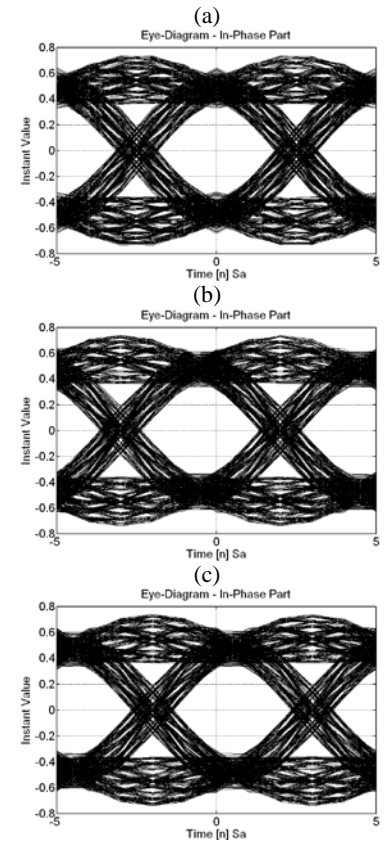 (a)
Eye-Diagram - In-Phase Part
0.8
0.6
0.4
0.2
0
-0.2
-0.4
-0.6
-0.8
Instant Value
-5 0 5
Time [n] Sa
(b)
Eye-Diagram - In-Phase Part
0.8
0.6
0.4
0.2
0
-0.2
-0.4
-0.6
-0.8
Instant Value
-5 0 5
Time [n] Sa
(c)
Eye-Diagram - In-Phase Part
0.8
0.6
0.4
0.2
0
-0.2
-0.4
-0.6
-0.8
Instant Value
-5 0 5
Time [n] Sa